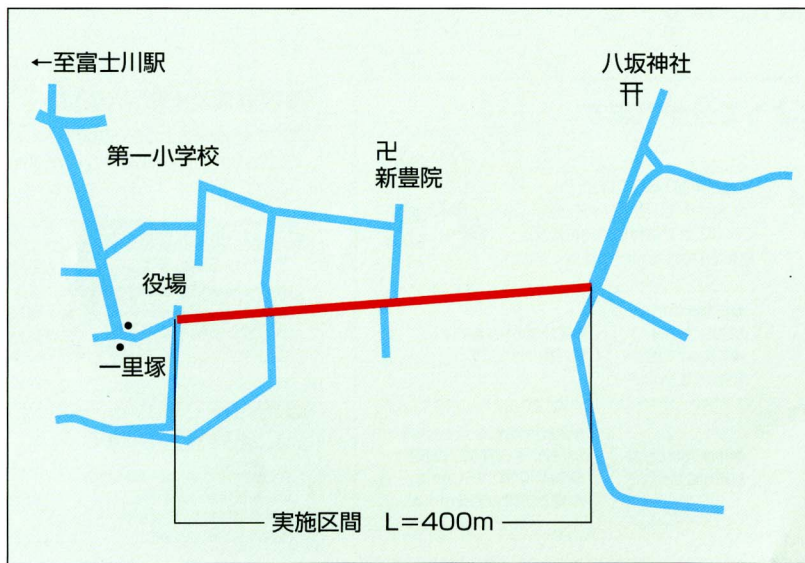 ←至富士川駅
八坂神社
第一小学校
卍
新豊院
役場
一里塚
実施区間 L=400m